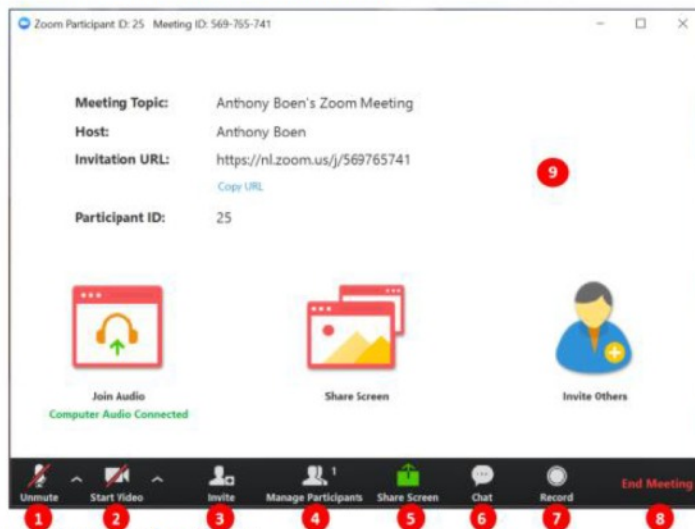 Zoom Participant ID: 25 Meeting ID: 569-765-741
Meeting Topic: Anthony Boen's Zoom Meeting
Host: Anthony Boen
Invitation URL: https://nl.zoom.us/j/569765741
Copy URL
9
Participant ID: 25
Join Audio Share Screen Invite Others
Computer Audio Connected
1
Unmute Start Video Invite Manage Participants Share Screen Chat Record End Meeting
1 2 3 4 5 6 7 8